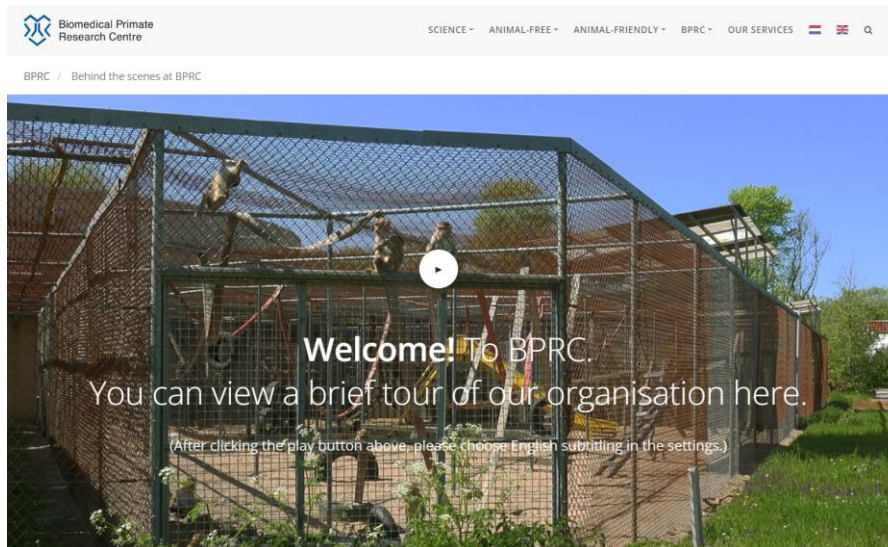 Biomedical Primate
Research Centre
SCIENCE ANIMAL-FREE ANIMAL-FRIENDLY BPRC OUR SERVICES
BPRC / Behind the scenes at BPRC
Welcome! To BPRC.
You can view a brief tour of our organisation here.
(After clicking the play button above, please choose English subtitling in the settings.)